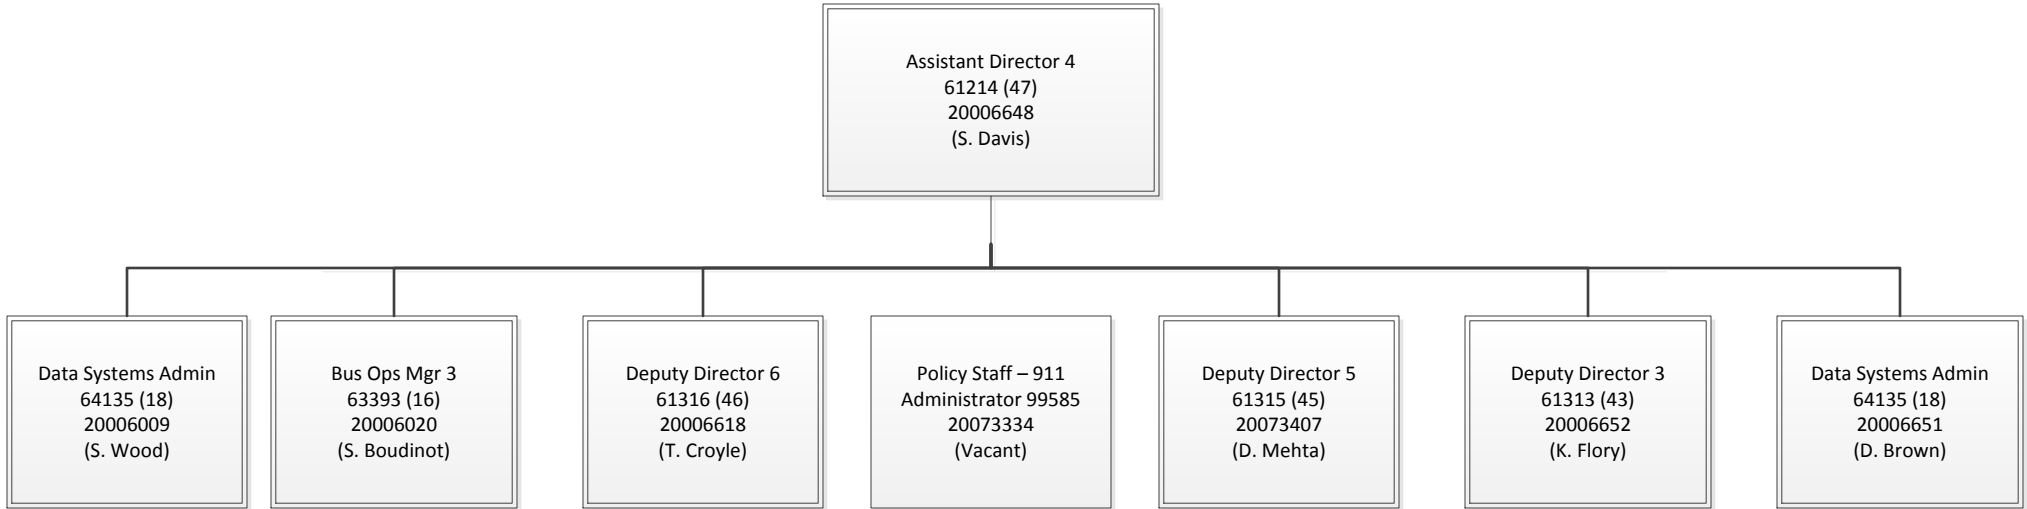 Assistant Director 4
61214 (47)
20006648
(S. Davis)
Data Systems Admin
64135 (18)
20006009
(S. Wood)
Bus Ops Mgr 3
63393 (16)
20006020
(S. Boudinot)
Deputy Director 6
61316 (46)
20006618
(T. Croyle)
Policy Staff – 911
Administrator 99585
20073334
(Vacant)
Deputy Director 5
61315 (45)
20073407
(D. Mehta)
Deputy Director 3
61313 (43)
20006652
(K. Flory)
Data Systems Admin
64135 (18)
20006651
(D. Brown)